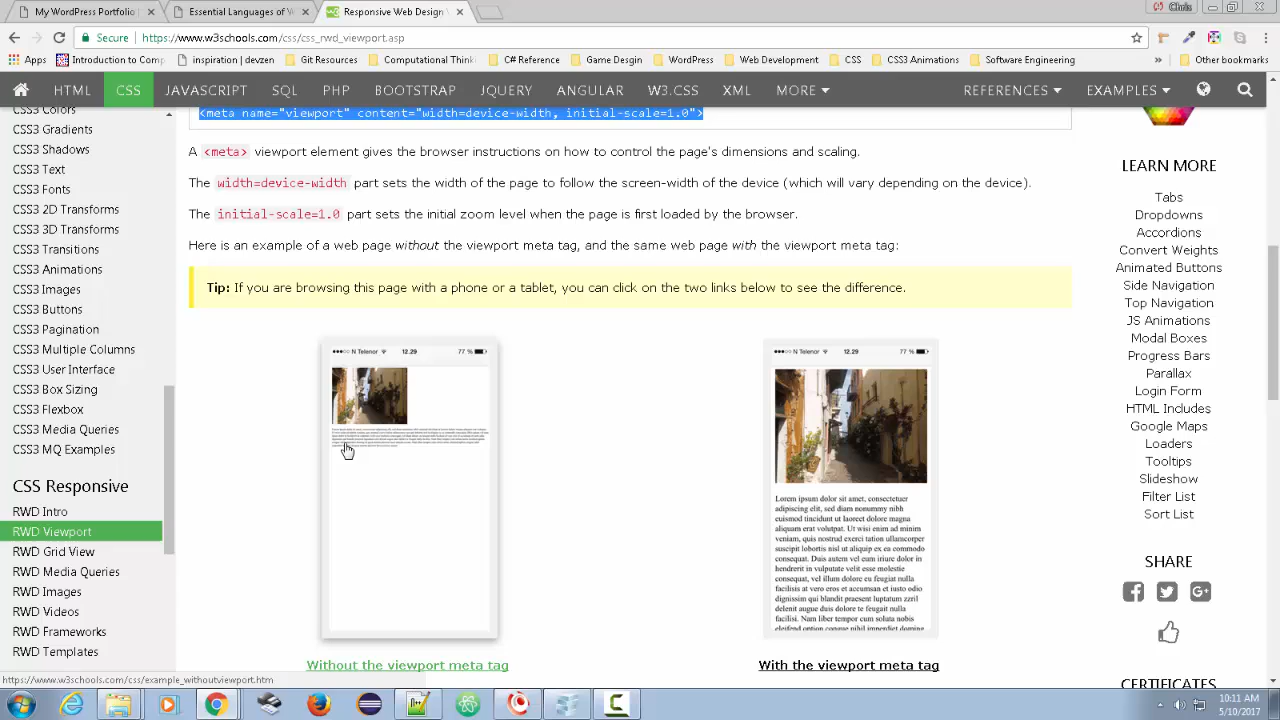 My WordPress Portfolio
Essential Languages of W
Responsive Web Design
Secure
https://www.w3schools.com/css/css_rwd_viewport.asp
Apps
Introduction to Comp
inspiration | devzen
Git Resources
Computational Think
C# Reference
Game Desgin
WordPress
CSS
CSS3 Animations
Software Engineering
Other bookmarks
HTML CSS JAVASCRIPT SQL PHP BOOTSTRAP JQUERY ANGULAR W3.CSS XML MORE REFERENCES EXAMPLES
CSS3 Colors
CSS3 Gradients
CSS3 Shadows
CSS3 Text
CSS3 Fonts
CSS3 2D Transforms
CSS3 3D Transforms
CSS3 Transitions
CSS3 Animations
CSS3 Images
CSS3 Buttons
CSS3 Pagination
CSS3 Multiple Columns
CSS3 User Interface
CSS3 Box Sizing
CSS3 Flexbox
CSS3 Media Queries
CSS3 MQ Examples
CSS Responsive
RWD Intro
RWD Viewport
RWD Grid View
RWD Media Queries
RWD Images
RWD Videos
RWD Frameworks
RWD Templates
<meta name="viewport" content="width=device-width, initial-scale=1.0">
A <meta> viewport element gives the browser instructions on how to control the page's dimensions and scaling.
The width=device-width part sets the width of the page to follow the screen-width of the device (which will vary depending on the device).
The initial-scale=1.0 part sets the initial zoom level when the page is first loaded by the browser.
Here is an example of a web page without the viewport meta tag, and the same web page with the viewport meta tag:
Tip: If you are browsing this page with a phone or a tablet, you can click on the two links below to see the difference.
N Telenor 12.29 77 %
Without the viewport meta tag
N Telenor 12.29 77 %
Lorem ipsum dolor sit amet, consectetuer
adipiscing elit, sed diam nonummy nibh
euismod tincidunt ut laoreet dolore magna
aliquam erat volutpat. Ut wisi enim ad minim
veniam, quis nostrud exerci tation ullamcorper
suscipit lobortis nisl ut aliquip ex ea commodo
consequat. Duis autem vel eum iriure dolor in
hendrerit in vulputate velit esse molestie
consequat, vel illum dolore eu feugiat nulla
facilisis at vero eros et accumsan et iusto odio
dignissim qui blandit praesent luptatum zzril
delenit augue duis dolore te feugait nulla
facilisi. Nam liber tempor cum soluta nobis
eleifend option congue nihil imperdiet doming
With the viewport meta tag
LEARN MORE
Tabs
Dropdowns
Accordions
Convert Weights
Animated Buttons
Side Navigation
Top Navigation
JS Animations
Modal Boxes
Progress Bars
Parallax
Login Form
HTML Includes
Google Maps
Loaders
Tooltips
Slideshow
Filter List
Sort List
SHARE
CERTIFICATES
https://www.w3schools.com/css/example_withoutviewport.htm
10:11 AM
5/10/2017